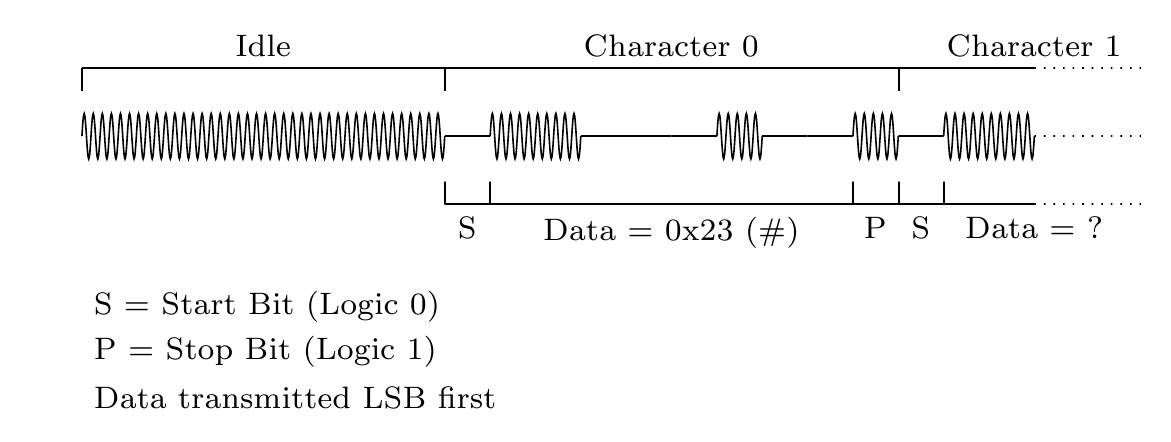 Idle Character 0 Character 1
S Data = 0x23 (#) P S Data = ?
S = Start Bit (Logic 0)
P = Stop Bit (Logic 1)
Data transmitted LSB first